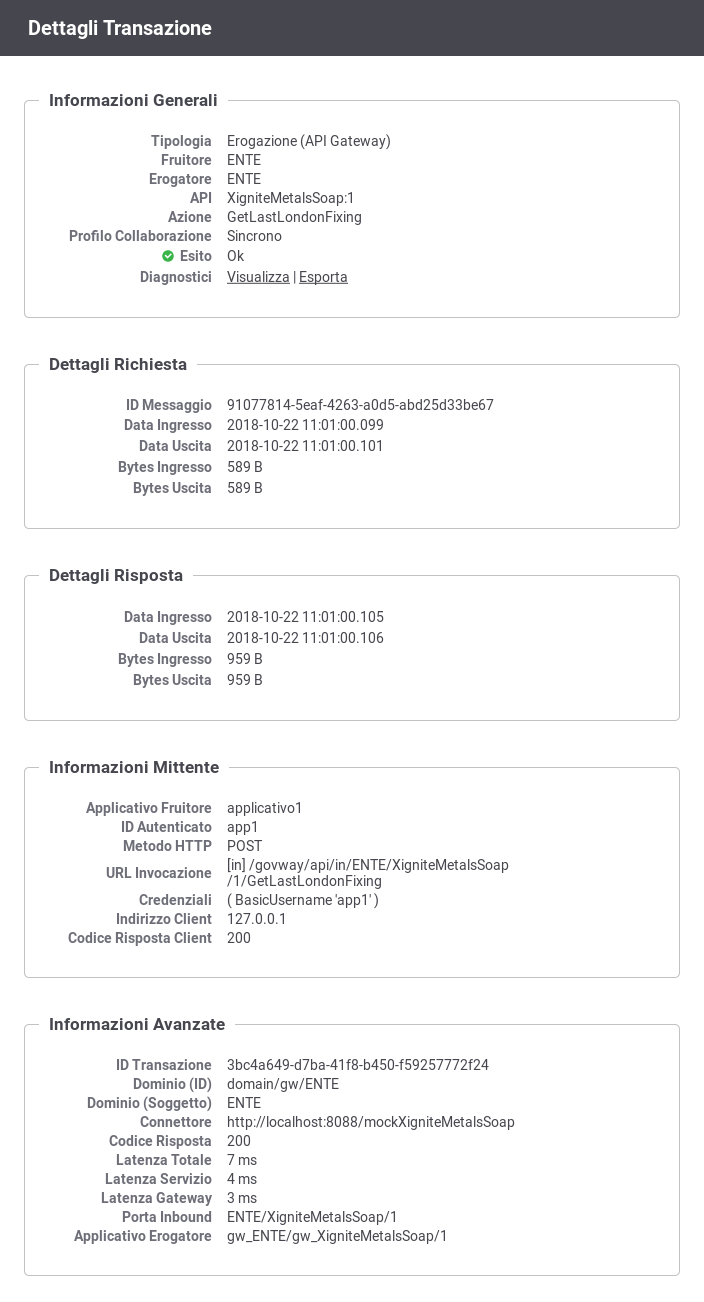 Dettagli Transazione
Informazioni Generali
Tipologia Erogazione (API Gateway)
Fruitore ENTE
Erogatore ENTE
API XigniteMetalsSoap:1
Azione GetLastLondonFixing
Profilo Collaborazione Sincrono
Esito Ok
Diagnostici Visualizza | Esporta
Dettagli Richiesta
ID Messaggio 91077814-5eaf-4263-a0d5-abd25d33be67
Data Ingresso 2018-10-22 11:01:00.099
Data Uscita 2018-10-22 11:01:00.101
Bytes Ingresso 589 B
Bytes Uscita 589 B
Dettagli Risposta
Data Ingresso 2018-10-22 11:01:00.105
Data Uscita 2018-10-22 11:01:00.106
Bytes Ingresso 959 B
Bytes Uscita 959 B
Informazioni Mittente
Applicativo Fruitore applicativo1
ID Autenticato app1
Metodo HTTP POST
URL Invocazione [in] /govway/api/in/ENTE/XigniteMetalsSoap
/1/GetLastLondonFixing
Credenziali ( BasicUsername 'app1' )
Indirizzo Client 127.0.0.1
Codice Risposta Client 200
Informazioni Avanzate
ID Transazione 3bc4a649-d7ba-41f8-b450-f59257772f24
Dominio (ID) domain/gw/ENTE
Dominio (Soggetto) ENTE
Connettore http://localhost:8088/mockXigniteMetalsSoap
Codice Risposta 200
Latenza Totale 7 ms
Latenza Servizio 4 ms
Latenza Gateway 3 ms
Porta Inbound ENTE/XigniteMetalsSoap/1
Applicativo Erogatore gw_ENTE/gw_XigniteMetalsSoap/1